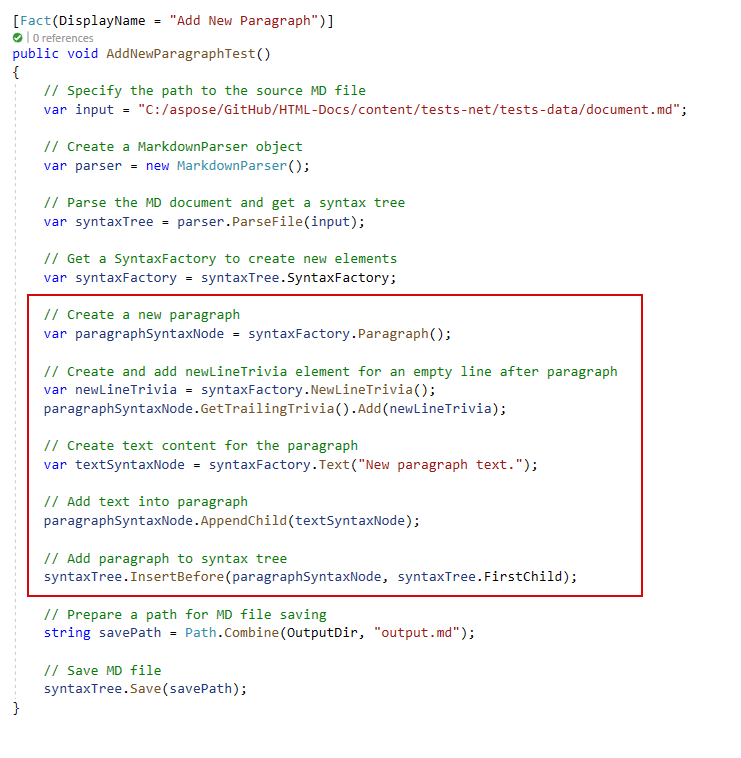 [Fact(DisplayName = "Add New Paragraph")]
0 references
public void AddNewParagraphTest()
{
// Specify the path to the source MD file
var input = "C:/aspose/GitHub/HTML-Docs/content/tests-net/tests-data/document.md";
// Create a MarkdownParser object
var parser = new MarkdownParser();
// Parse the MD document and get a syntax tree
var syntaxTree = parser.ParseFile(input);
// Get a SyntaxFactory to create new elements
var syntaxFactory = syntaxTree.SyntaxFactory;
// Create a new paragraph
var paragraphSyntaxNode = syntaxFactory.Paragraph();
// Create and add newLineTrivia element for an empty line after paragraph
var newLineTrivia = syntaxFactory.NewLineTrivia();
paragraphSyntaxNode.GetTrailingTrivia().Add(newLineTrivia);
// Create text content for the paragraph
var textSyntaxNode = syntaxFactory.Text("New paragraph text.");
// Add text into paragraph
paragraphSyntaxNode.AppendChild(textSyntaxNode);
// Add paragraph to syntax tree
syntaxTree.InsertBefore(paragraphSyntaxNode, syntaxTree.FirstChild);
// Prepare a path for MD file saving
string savePath = Path.Combine(OutputDir, "output.md");
// Save MD file
syntaxTree.Save(savePath);
}